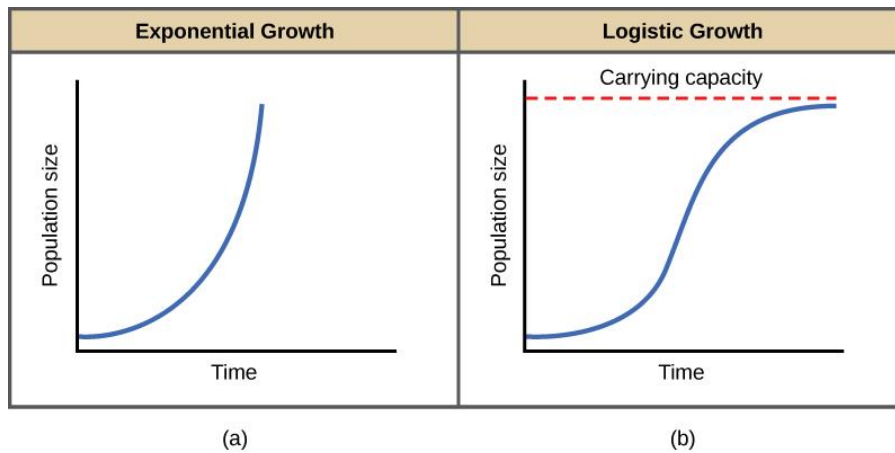 Exponential Growth
Logistic Growth
Population size
Time
Carrying capacity
Population size
Time
(a)
(b)